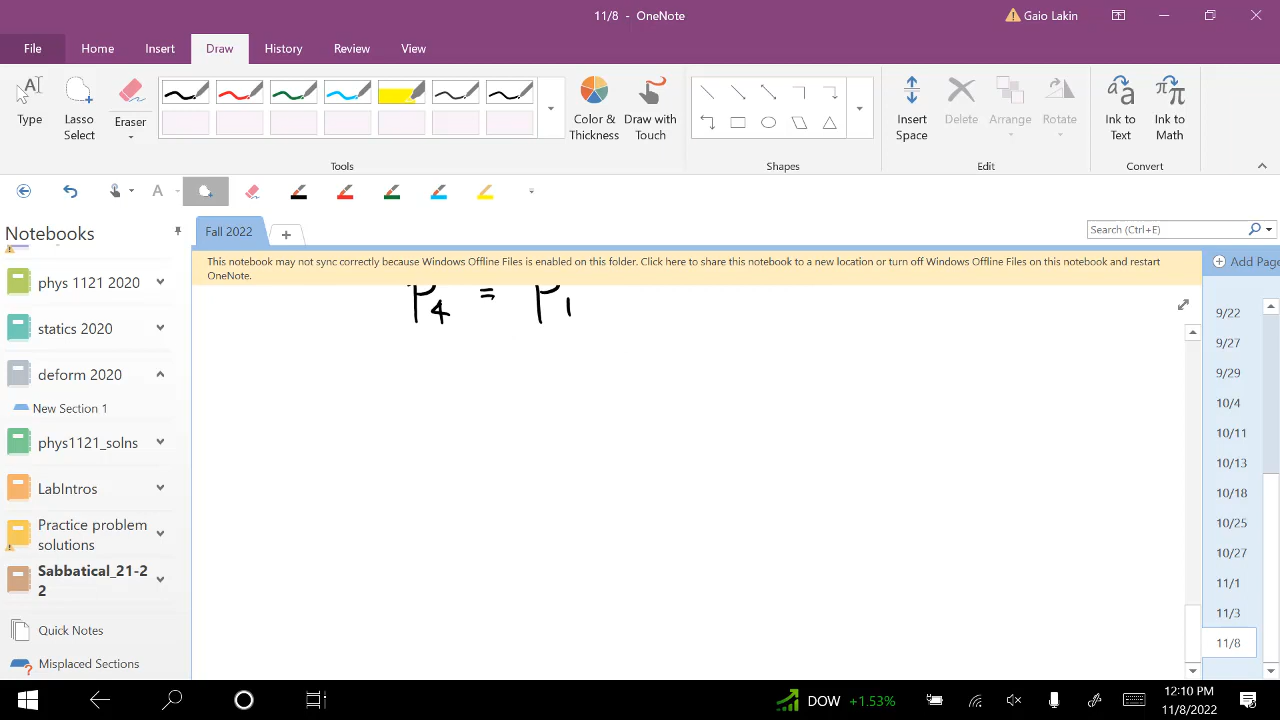 11/8 - OneNote
Gaio Lakin
File Home Insert Draw History Review View
Type
Lasso Select
Eraser
Color & Thickness
Draw with Touch
Insert Space
Delete
Arrange
Rotate
Ink to Text
Ink to Math
Tools
Shapes
Edit
Convert
A
Notebooks
Fall 2022
Search (Ctrl+E)
This notebook may not sync correctly because Windows Offline Files is enabled on this folder. Click here to share this notebook to a new location or turn off Windows Offline Files on this notebook and restart
OneNote.
Add Page
P4 = P1
phys 1121 2020
statics 2020
deform 2020
New Section 1
phys1121_solns
LabIntros
Practice problem
solutions
Sabbatical_21-2
2
Quick Notes
Misplaced Sections
9/22
9/27
9/29
10/4
10/11
10/13
10/18
10/25
10/27
11/1
11/3
11/8
DOW +1.53%
12:10 PM
11/8/2022